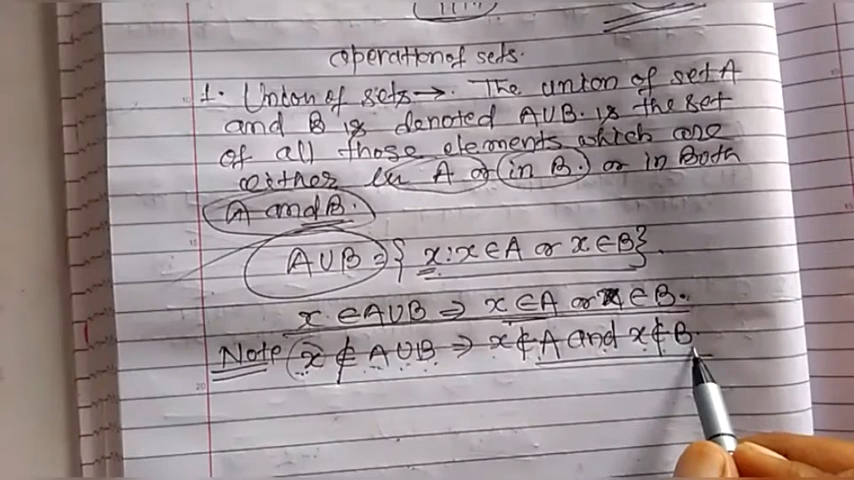 operation of sets.
1. Union of sets → . The union of set A
and B is denoted A∪B. is the set
of all those elements which are
either in A or (in B.) or in Both
A and B.
A∪B = { x : x ∈ A or x ∈ B}.
x ∈ A∪B ⇒ x ∈ A or x ∈ B.
Note x ∉ A∪B ⇒ x ∉ A and x ∉ B.